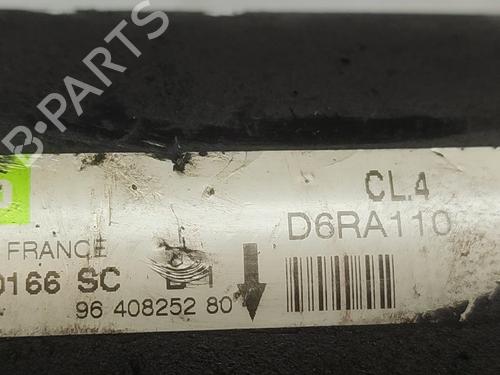 B-PARTS
CL.4
D6RA110
FRANCE
0166 SC
96 408252 80